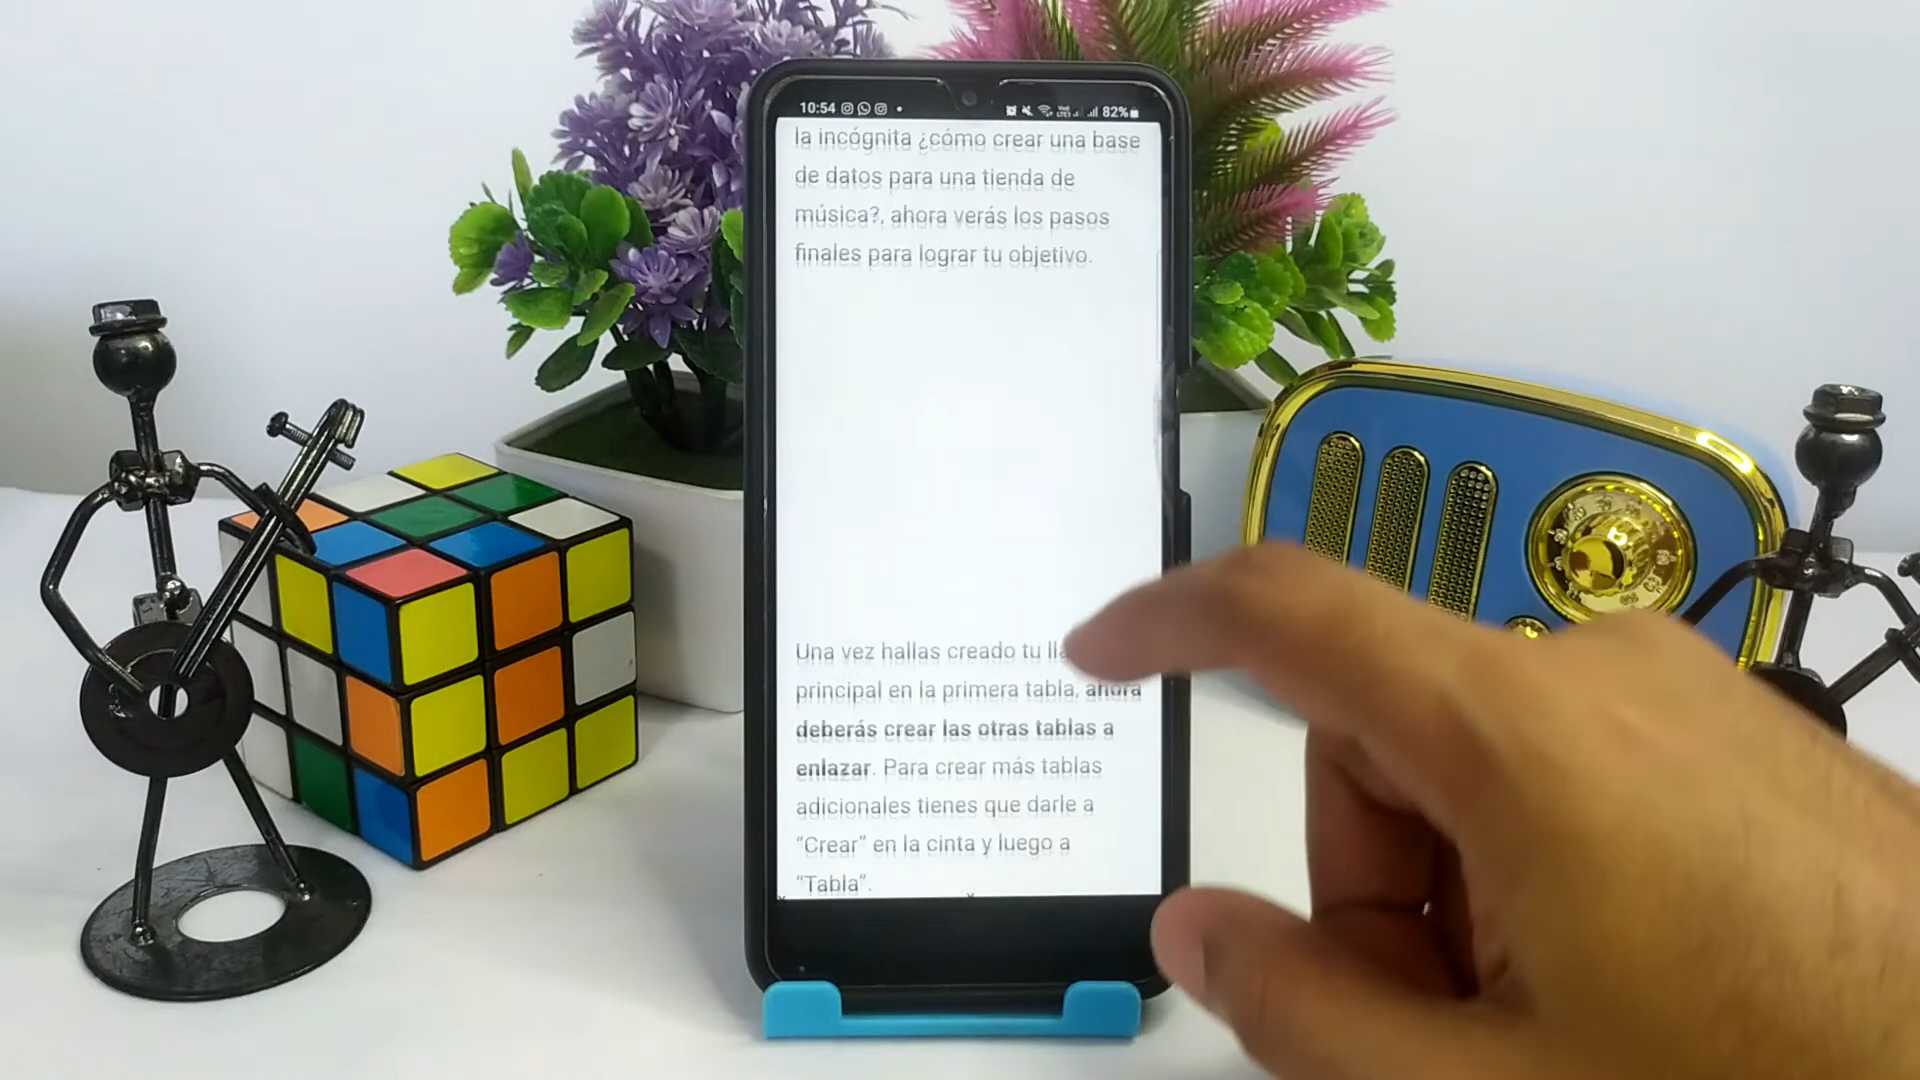 10:54
82%
la incógnita ¿cómo crear una base
de datos para una tienda de
música?, ahora verás los pasos
finales para lograr tu objetivo.
Una vez hallas creado tu
principal en la primera tabla, ahora
deberás crear las otras tablas a
enlazar. Para crear más tablas
adicionales tienes que darle a
“Crear” en la cinta y luego a
“Tabla”.